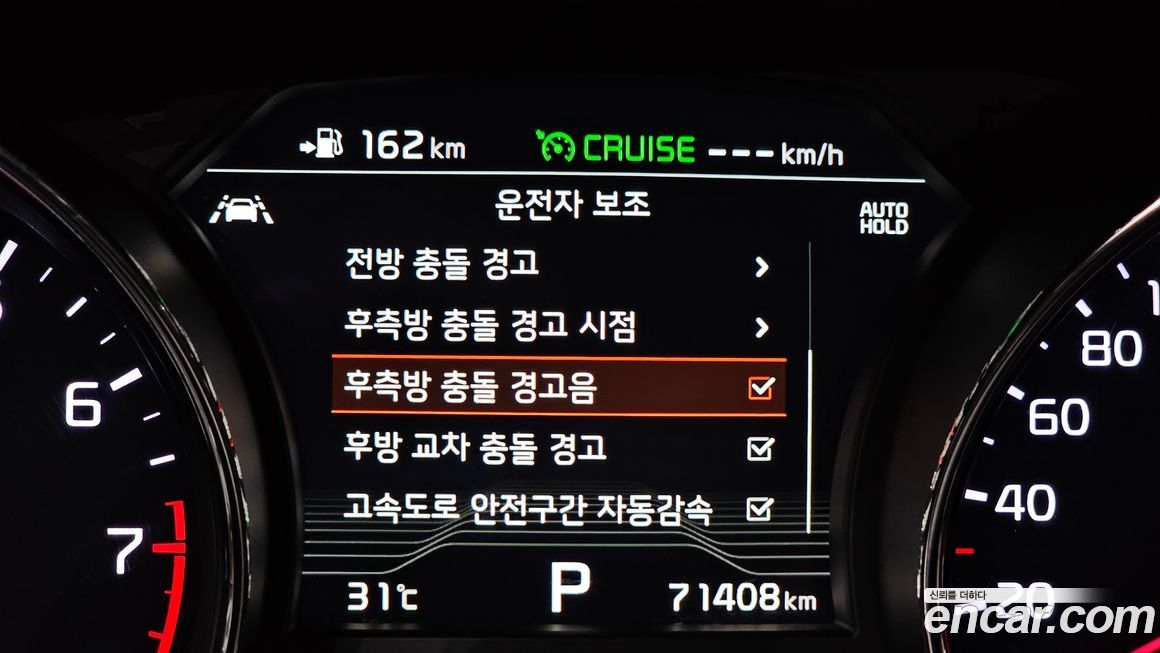 162 km
CRUISE --- km/h
운전자 보조
AUTO HOLD
전방 충돌 경고
후측방 충돌 경고 시점
후측방 충돌 경고음
후방 교차 충돌 경고
고속도로 안전구간 자동감속
31℃
P
71408 km
6
7
80
60
40
20
신뢰를 더하다
encar.com